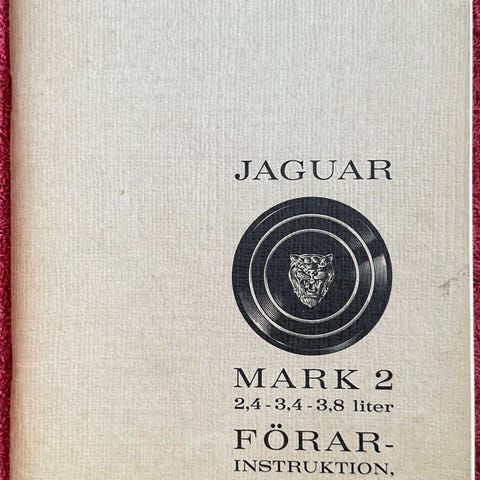 JAGUAR
MARK 2
2,4-3,4-3,8 liter
FÖRAR-
INSTRUKTION,